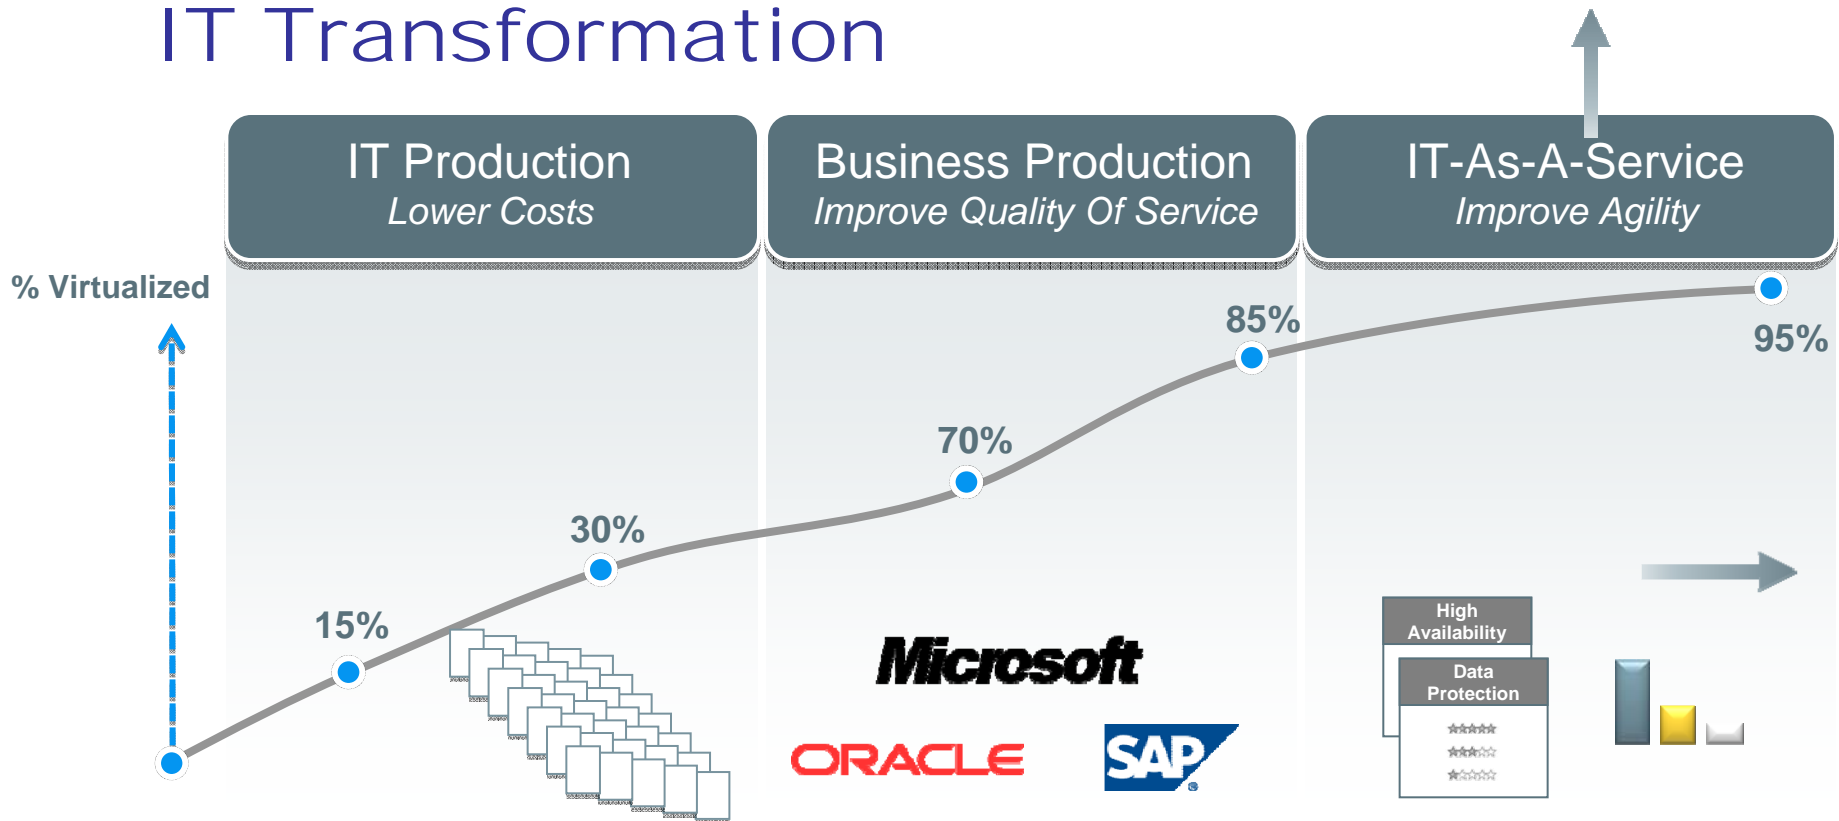 IT Transformation
IT Production
Lower Costs
Business Production
Improve Quality Of Service
IT-As-A-Service
Improve Agility
% Virtualized
85%
95%
70%
30%
15%
High
Availability
Data
Protection
Microsoft
ORACLE
SAP